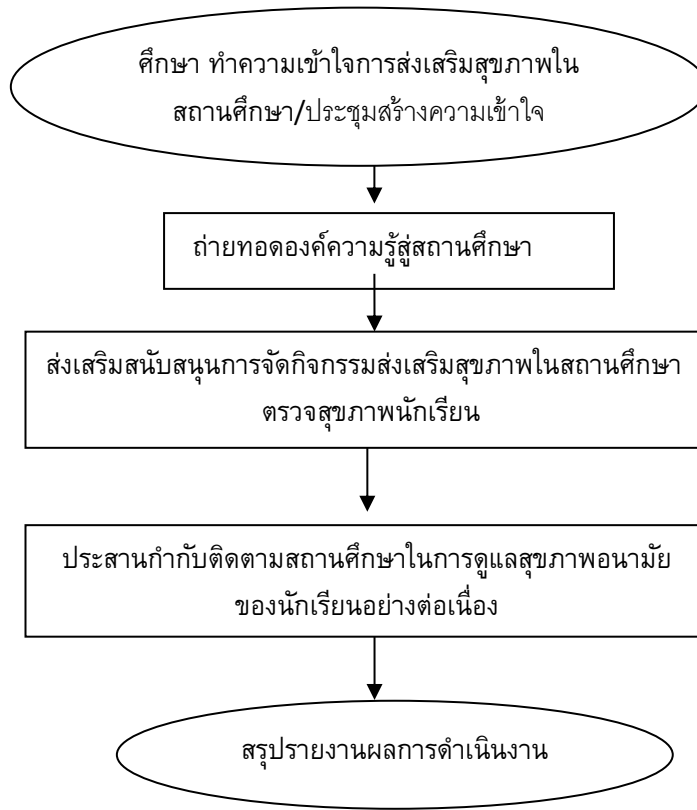 ศึกษา ทำความเข้าใจการส่งเสริมสุขภาพใน
สถานศึกษา/ประชุมสร้างความเข้าใจ
ถ่ายทอดองค์ความรู้สู่สถานศึกษา
ส่งเสริมสนับสนุนการจัดกิจกรรมส่งเสริมสุขภาพในสถานศึกษา
ตรวจสุขภาพนักเรียน
ประสานกำกับติดตามสถานศึกษาในการดูแลสุขภาพอนามัย
ของนักเรียนอย่างต่อเนื่อง
สรุปรายงานผลการดำเนินงาน